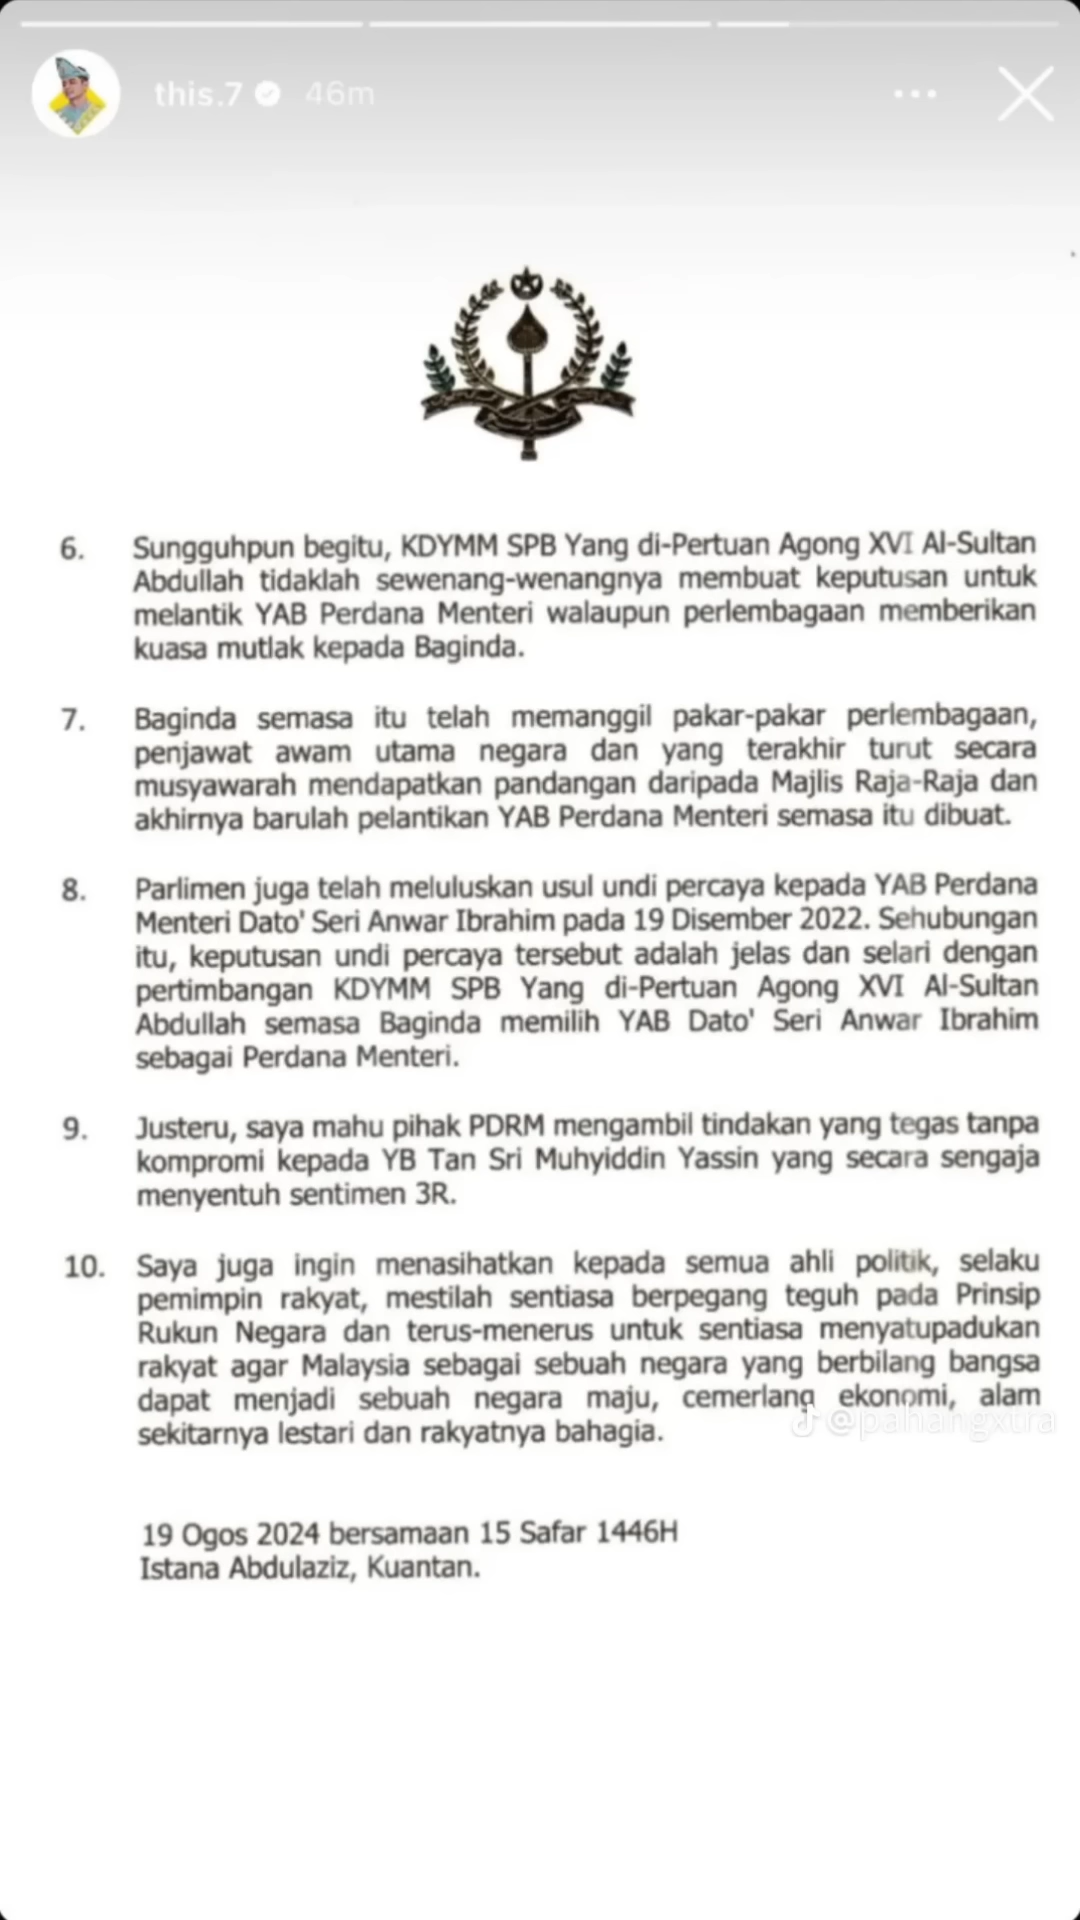 this.7 46m
6. Sungguhpun begitu, KDYMM SPB Yang di-Pertuan Agong XVI Al-Sultan
Abdullah tidaklah sewenang-wenangnya membuat keputusan untuk
melantik YAB Perdana Menteri walaupun perlembagaan memberikan
kuasa mutlak kepada Baginda.
7. Baginda semasa itu telah memanggil pakar-pakar perlembagaan,
penjawat awam utama negara dan yang terakhir turut secara
musyawarah mendapatkan pandangan daripada Majlis Raja-Raja dan
akhirnya barulah pelantikan YAB Perdana Menteri semasa itu dibuat.
8. Parlimen juga telah meluluskan usul undi percaya kepada YAB Perdana
Menteri Dato' Seri Anwar Ibrahim pada 19 Disember 2022. Sehubungan
itu, keputusan undi percaya tersebut adalah jelas dan selari dengan
pertimbangan KDYMM SPB Yang di-Pertuan Agong XVI Al-Sultan
Abdullah semasa Baginda memilih YAB Dato' Seri Anwar Ibrahim
sebagai Perdana Menteri.
9. Justeru, saya mahu pihak PDRM mengambil tindakan yang tegas tanpa
kompromi kepada YB Tan Sri Muhyiddin Yassin yang secara sengaja
menyentuh sentimen 3R.
10. Saya juga ingin menasihatkan kepada semua ahli politik, selaku
pemimpin rakyat, mestilah sentiasa berpegang teguh pada Prinsip
Rukun Negara dan terus-menerus untuk sentiasa menyatupadukan
rakyat agar Malaysia sebagai sebuah negara yang berbilang bangsa
dapat menjadi sebuah negara maju, cemerlang ekonomi, alam
sekitarnya lestari dan rakyatnya bahagia.
@pahangxtra
19 Ogos 2024 bersamaan 15 Safar 1446H
Istana Abdulaziz, Kuantan.